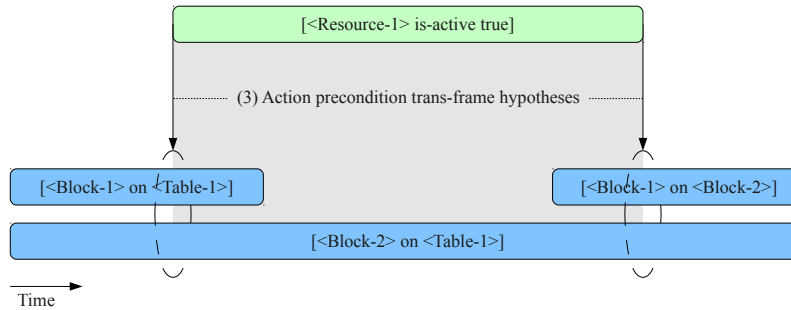 [<Resource-1> is-active true]
(3) Action precondition trans-frame hypotheses
[<Block-1> on <Table-1>]
[<Block-1> on <Block-2>]
[<Block-2> on <Table-1>]
Time